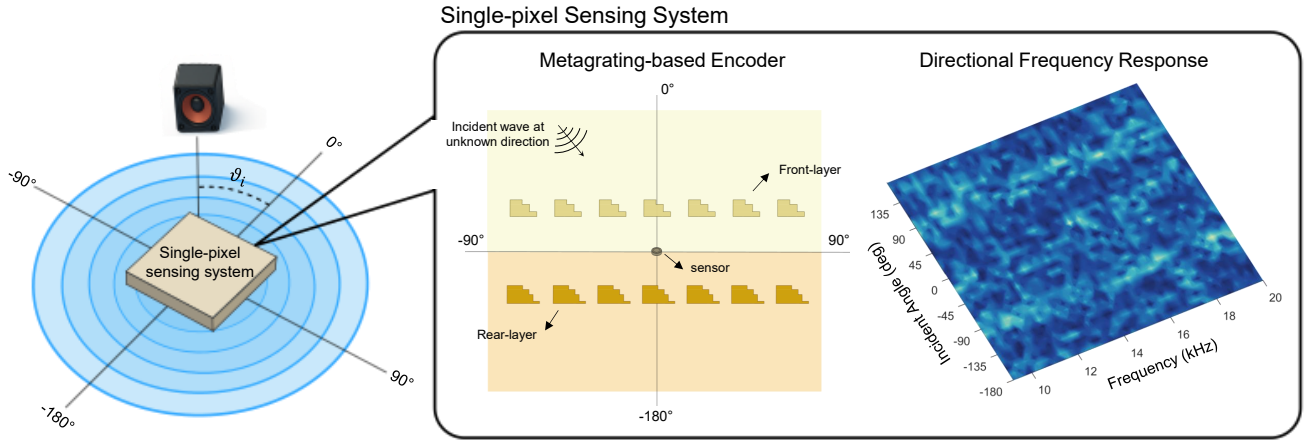 Single-pixel Sensing System
Metagrating-based Encoder
Directional Frequency Response
0°
-90°
ϑi
Single-pixel
sensing system
90°
-180°
0°
Incident wave at
unknown direction
Front-layer
-90°
90°
sensor
Rear-layer
-180°
135
90
45
0
-45
-90
-135
-180
Incident Angle (deg)
10
12
14
16
18
20
Frequency (kHz)